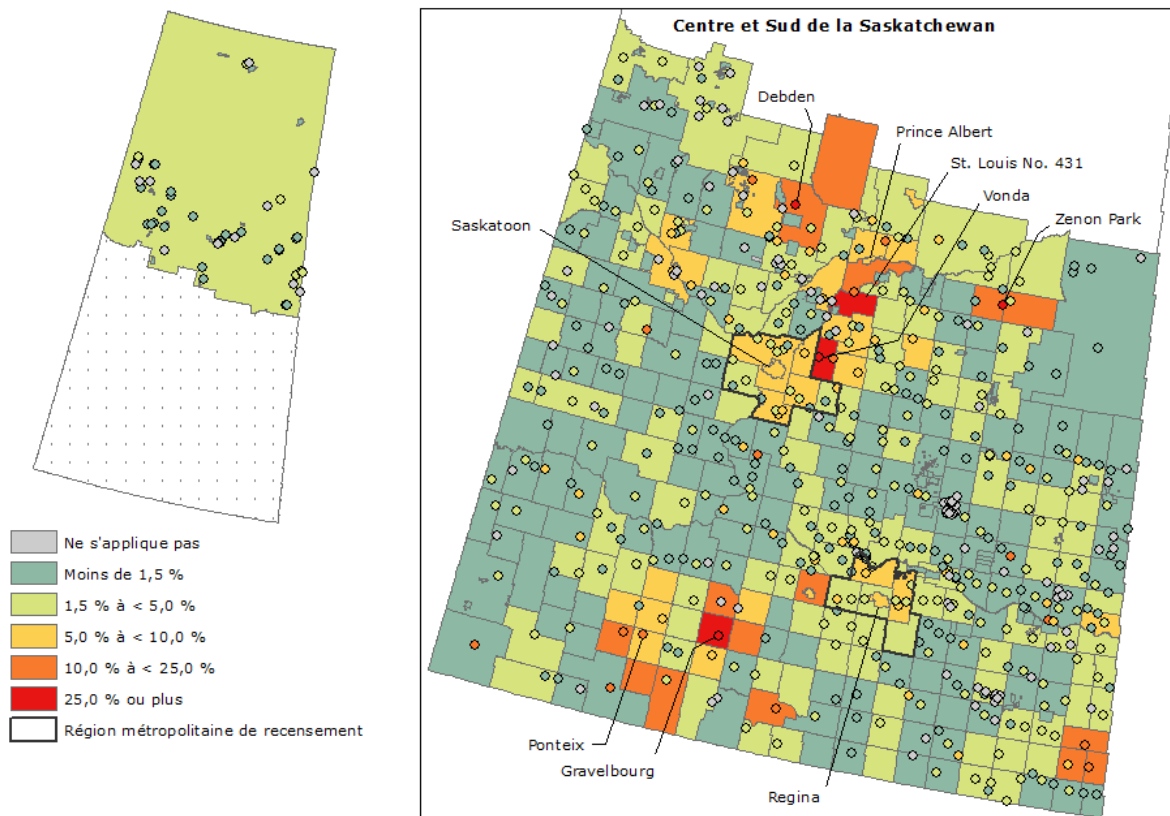 Centre et Sud de la Saskatchewan
Debden
Prince Albert
St. Louis No. 431
Vonda
Zenon Park
Saskatoon
Ne s'applique pas
Moins de 1,5 %
1,5 % à < 5,0 %
5,0 % à < 10,0 %
10,0 % à < 25,0 %
25,0 % ou plus
Région métropolitaine de recensement
Ponteix
Gravelbourg
Regina